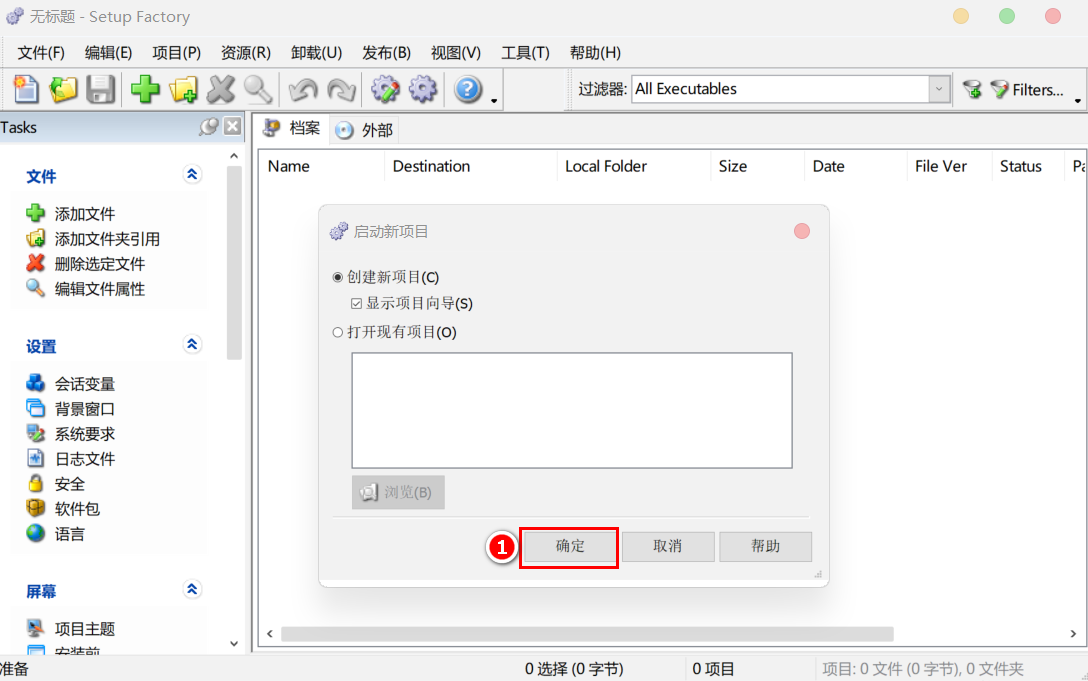 无标题 - Setup Factory
文件(F) 编辑(E) 项目(P) 资源(R) 卸载(U) 发布(B) 视图(V) 工具(T) 帮助(H)
过滤器: All Executables Filters...
Tasks
档案 外部
Name Destination Local Folder Size Date File Ver Status Pa
文件
添加文件
添加文件夹引用
删除选定文件
编辑文件属性
设置
会话变量
背景窗口
系统要求
日志文件
安全
软件包
语言
屏幕
项目主题
安装前
启动新项目
创建新项目(C)
显示项目向导(S)
打开现有项目(O)
浏览(B)
1 确定 取消 帮助
准备 0 选择 (0 字节) 0 项目 项目: 0 文件 (0 字节), 0 文件夹